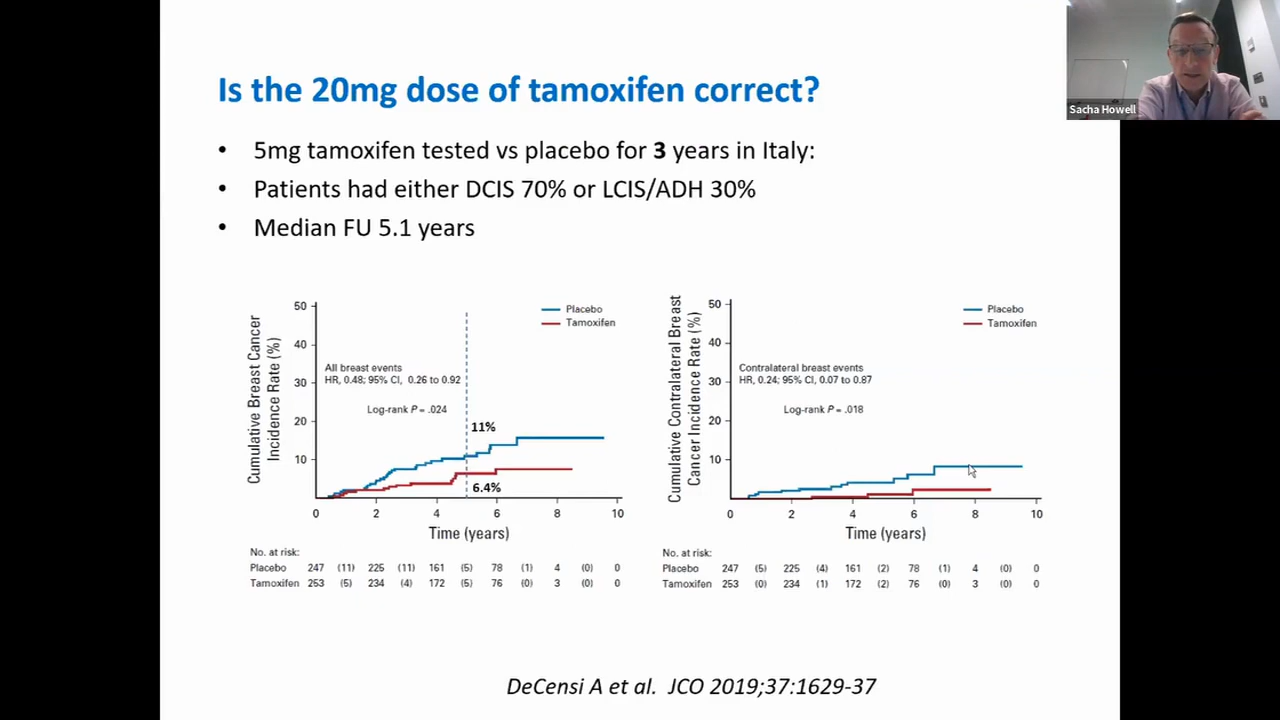 Sacha Howell
Is the 20mg dose of tamoxifen correct?
• 5mg tamoxifen tested vs placebo for 3 years in Italy:
• Patients had either DCIS 70% or LCIS/ADH 30%
• Median FU 5.1 years
Cumulative Breast Cancer
Incidence Rate (%)
50
40
30
20
10
Placebo
Tamoxifen
All breast events
HR, 0.48; 95% CI, 0.26 to 0.92
Log-rank P = .024
11%
6.4%
0 2 4 6 8 10
Time (years)
No. at risk:
Placebo 247 (11) 225 (11) 161 (5) 78 (1) 4 (0) 0
Tamoxifen 253 (5) 234 (4) 172 (5) 76 (0) 3 (0) 0
Cumulative Contralateral Breast
Cancer Incidence Rate (%)
50
40
30
20
10
Placebo
Tamoxifen
Contralateral breast events
HR, 0.24; 95% CI, 0.07 to 0.87
Log-rank P = .018
0 2 4 6 8 10
Time (years)
No. at risk:
Placebo 247 (5) 225 (4) 161 (2) 78 (1) 4 (0) 0
Tamoxifen 253 (0) 234 (1) 172 (2) 76 (0) 3 (0) 0
DeCensi A et al. JCO 2019;37:1629-37